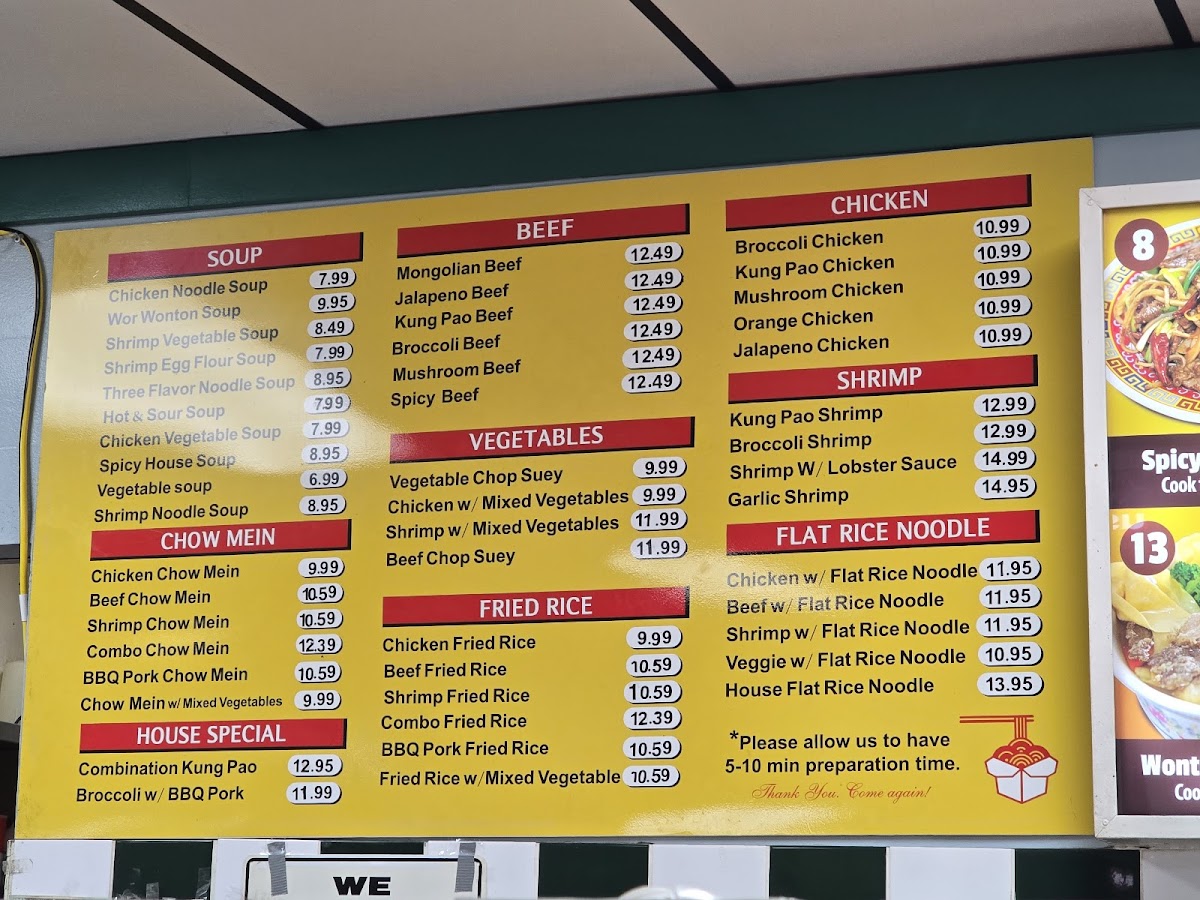 SOUP
Chicken Noodle Soup 7.99
Wor Wonton Soup 9.95
Shrimp Vegetable Soup 8.49
Shrimp Egg Flour Soup 7.99
Three Flavor Noodle Soup 8.95
Hot & Sour Soup 7.99
Chicken Vegetable Soup 7.99
Spicy House Soup 8.95
Vegetable soup 6.99
Shrimp Noodle Soup 8.95
CHOW MEIN
Chicken Chow Mein 9.99
Beef Chow Mein 10.59
Shrimp Chow Mein 10.59
Combo Chow Mein 12.39
BBQ Pork Chow Mein 10.59
Chow Mein w/ Mixed Vegetables 9.99
HOUSE SPECIAL
Combination Kung Pao 12.95
Broccoli w/ BBQ Pork 11.99
BEEF
Mongolian Beef 12.49
Jalapeno Beef 12.49
Kung Pao Beef 12.49
Broccoli Beef 12.49
Mushroom Beef 12.49
Spicy Beef 12.49
VEGETABLES
Vegetable Chop Suey 9.99
Chicken w/ Mixed Vegetables 9.99
Shrimp w/ Mixed Vegetables 11.99
Beef Chop Suey 11.99
FRIED RICE
Chicken Fried Rice 9.99
Beef Fried Rice 10.59
Shrimp Fried Rice 10.59
Combo Fried Rice 12.39
BBQ Pork Fried Rice 10.59
Fried Rice w/Mixed Vegetable 10.59
CHICKEN
Broccoli Chicken 10.99
Kung Pao Chicken 10.99
Mushroom Chicken 10.99
Orange Chicken 10.99
Jalapeno Chicken 10.99
SHRIMP
Kung Pao Shrimp 12.99
Broccoli Shrimp 12.99
Shrimp W/ Lobster Sauce 14.99
Garlic Shrimp 14.95
FLAT RICE NOODLE
Chicken w/ Flat Rice Noodle 11.95
Beef w/ Flat Rice Noodle 11.95
Shrimp w/ Flat Rice Noodle 11.95
Veggie w/ Flat Rice Noodle 10.95
House Flat Rice Noodle 13.95
*Please allow us to have
5-10 min preparation time.
Thank You. Come again!
8
Spicy
Cook
13
Wont
Coo
WE